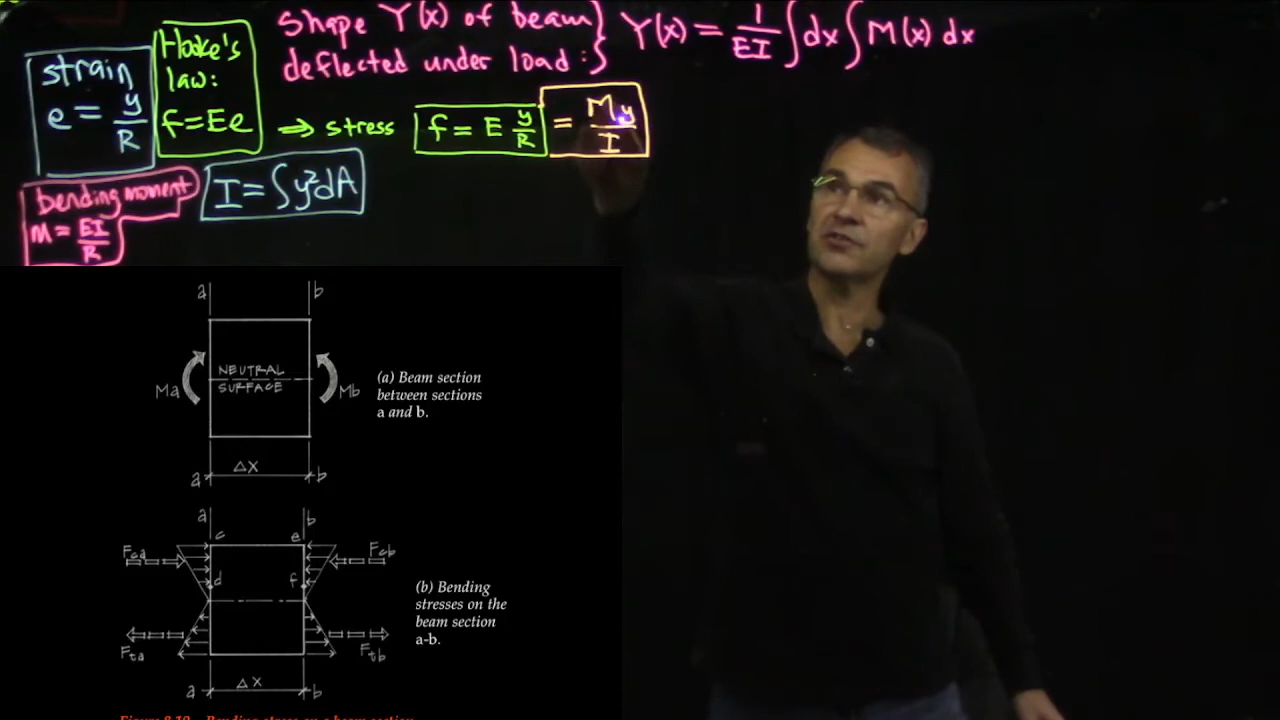 shape Y(x) of beam
deflected under load :
Y(x) = 1/EI ∫dx ∫ M(x) dx
strain
e = y/R
Hooke's
law:
f=Ee
⇒ stress f = E y/R = My/I
bending moment
M = EI/R
I = ∫y²dA
a b
NEUTRAL
SURFACE
Ma Mb
(a) Beam section
between sections
a and b.
ΔX
a b
a b
c e
Fca Fcb
d f
(b) Bending
stresses on the
beam section
a-b.
Fta Ftb
ΔX
a b